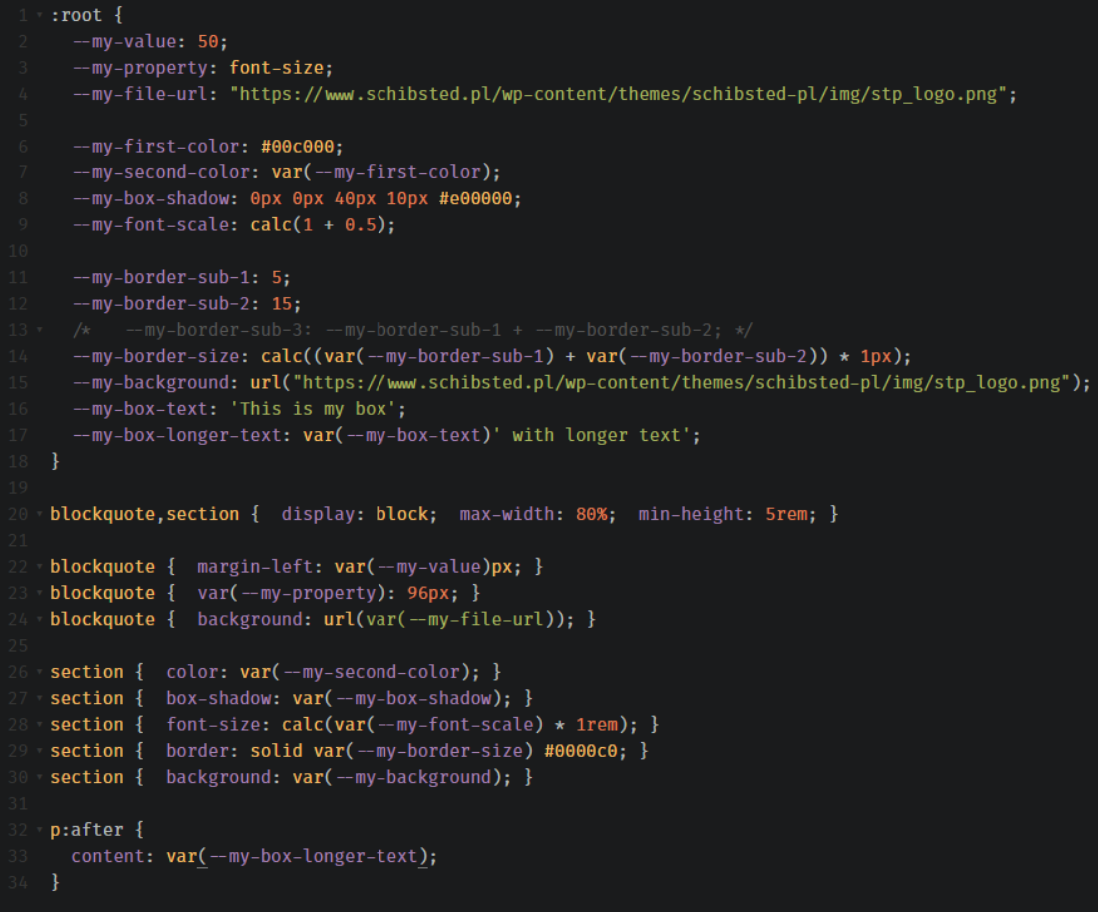 1 :root {
2 --my-value: 50;
3 --my-property: font-size;
4 --my-file-url: "https://www.schibsted.pl/wp-content/themes/schibsted-pl/img/stp_logo.png";
5
6 --my-first-color: #00c000;
7 --my-second-color: var(--my-first-color);
8 --my-box-shadow: 0px 0px 40px 10px #e00000;
9 --my-font-scale: calc(1 + 0.5);
10
11 --my-border-sub-1: 5;
12 --my-border-sub-2: 15;
13 /* --my-border-sub-3: --my-border-sub-1 + --my-border-sub-2; */
14 --my-border-size: calc((var(--my-border-sub-1) + var(--my-border-sub-2)) * 1px);
15 --my-background: url("https://www.schibsted.pl/wp-content/themes/schibsted-pl/img/stp_logo.png");
16 --my-box-text: 'This is my box';
17 --my-box-longer-text: var(--my-box-text)' with longer text';
18 }
19
20 blockquote,section { display: block; max-width: 80%; min-height: 5rem; }
21
22 blockquote { margin-left: var(--my-value)px; }
23 blockquote { var(--my-property): 96px; }
24 blockquote { background: url(var(--my-file-url)); }
25
26 section { color: var(--my-second-color); }
27 section { box-shadow: var(--my-box-shadow); }
28 section { font-size: calc(var(--my-font-scale) * 1rem); }
29 section { border: solid var(--my-border-size) #0000c0; }
30 section { background: var(--my-background); }
31
32 p:after {
33 content: var(--my-box-longer-text);
34 }